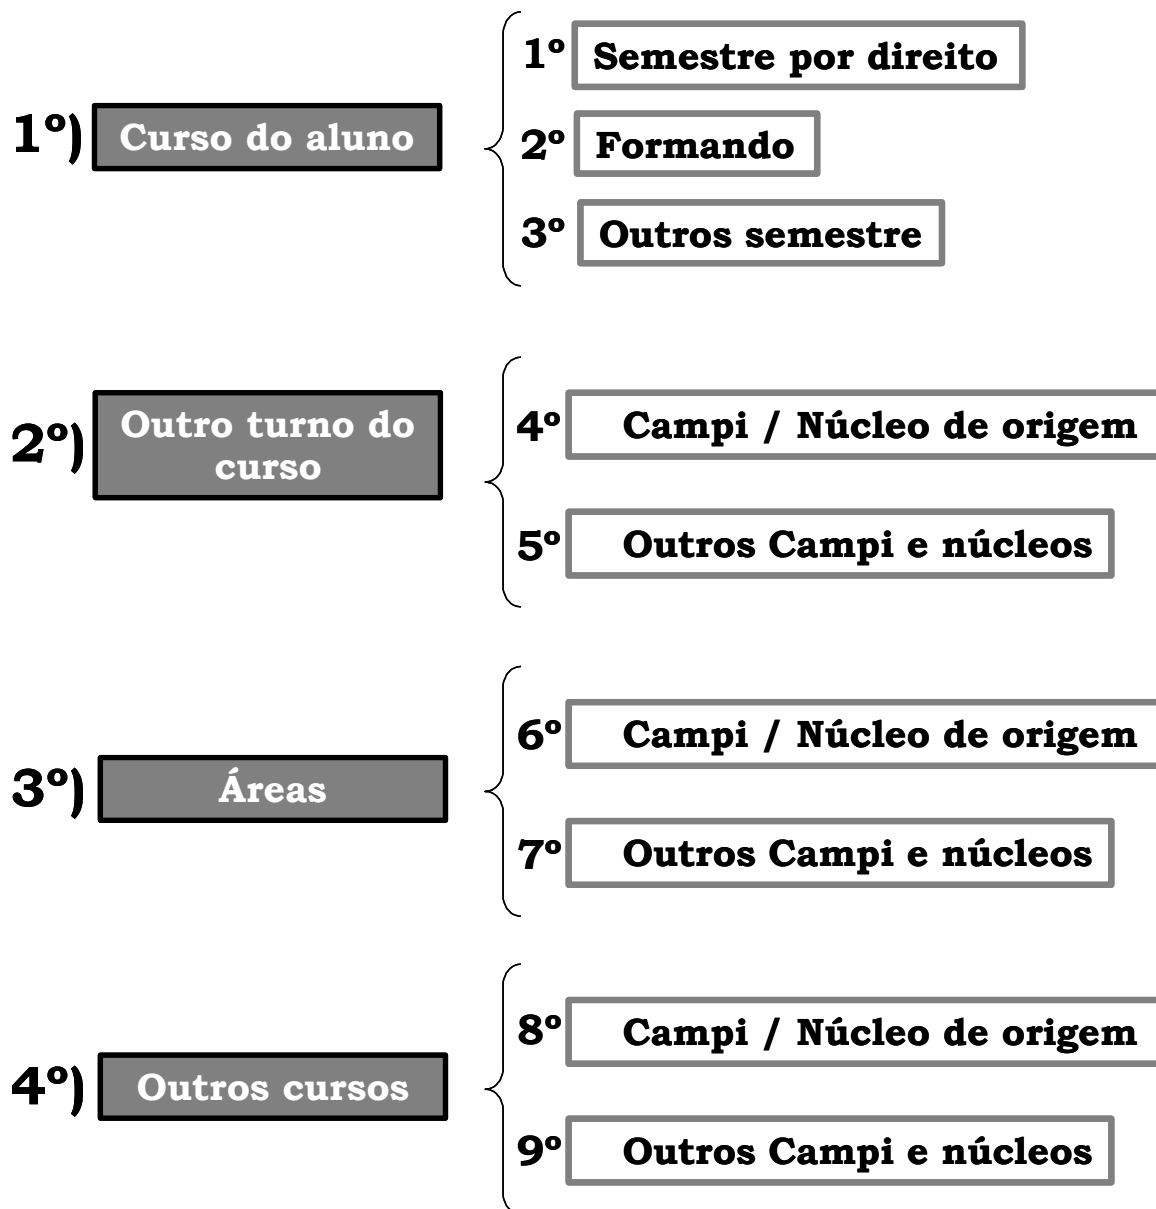 1º) Curso do aluno
1º Semestre por direito
2º Formando
3º Outros semestre
2º) Outro turno do
curso
4º Campi / Núcleo de origem
5º Outros Campi e núcleos
3º) Áreas
6º Campi / Núcleo de origem
7º Outros Campi e núcleos
4º) Outros cursos
8º Campi / Núcleo de origem
9º Outros Campi e núcleos